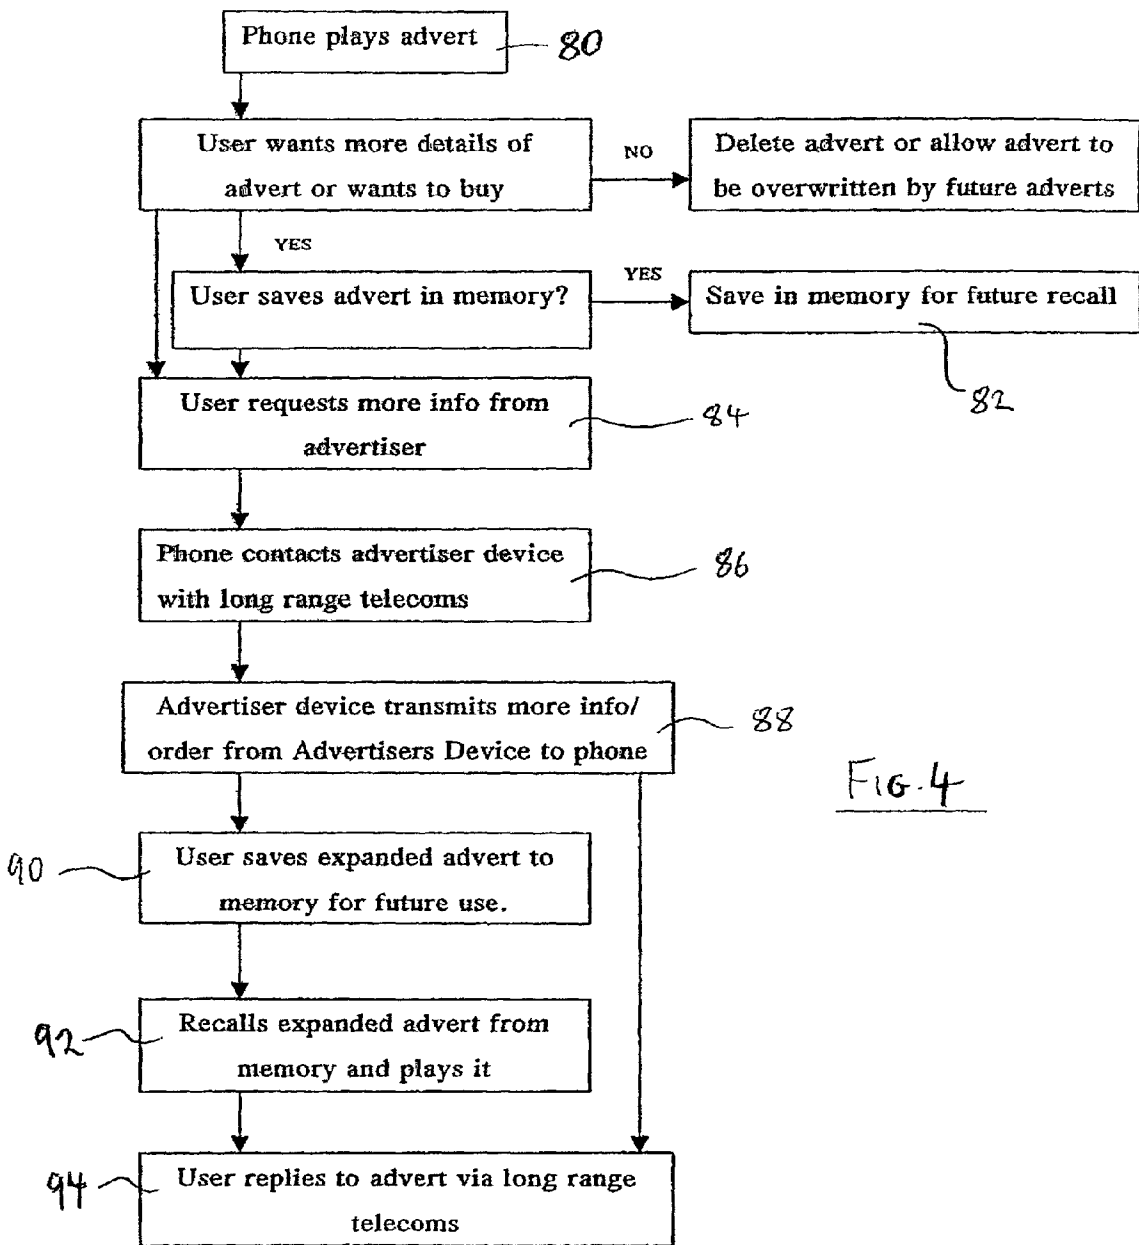 Phone plays advert
80
User wants more details of
advert or wants to buy
NO
Delete advert or allow advert to
be overwritten by future adverts
YES
User saves advert in memory?
YES
Save in memory for future recall
82
User requests more info from
advertiser
84
Phone contacts advertiser device
with long range telecoms
86
Advertiser device transmits more info/
order from Advertisers Device to phone
88
FIG.4
User saves expanded advert to
memory for future use.
90
Recalls expanded advert from
memory and plays it
92
User replies to advert via long range
telecoms
94